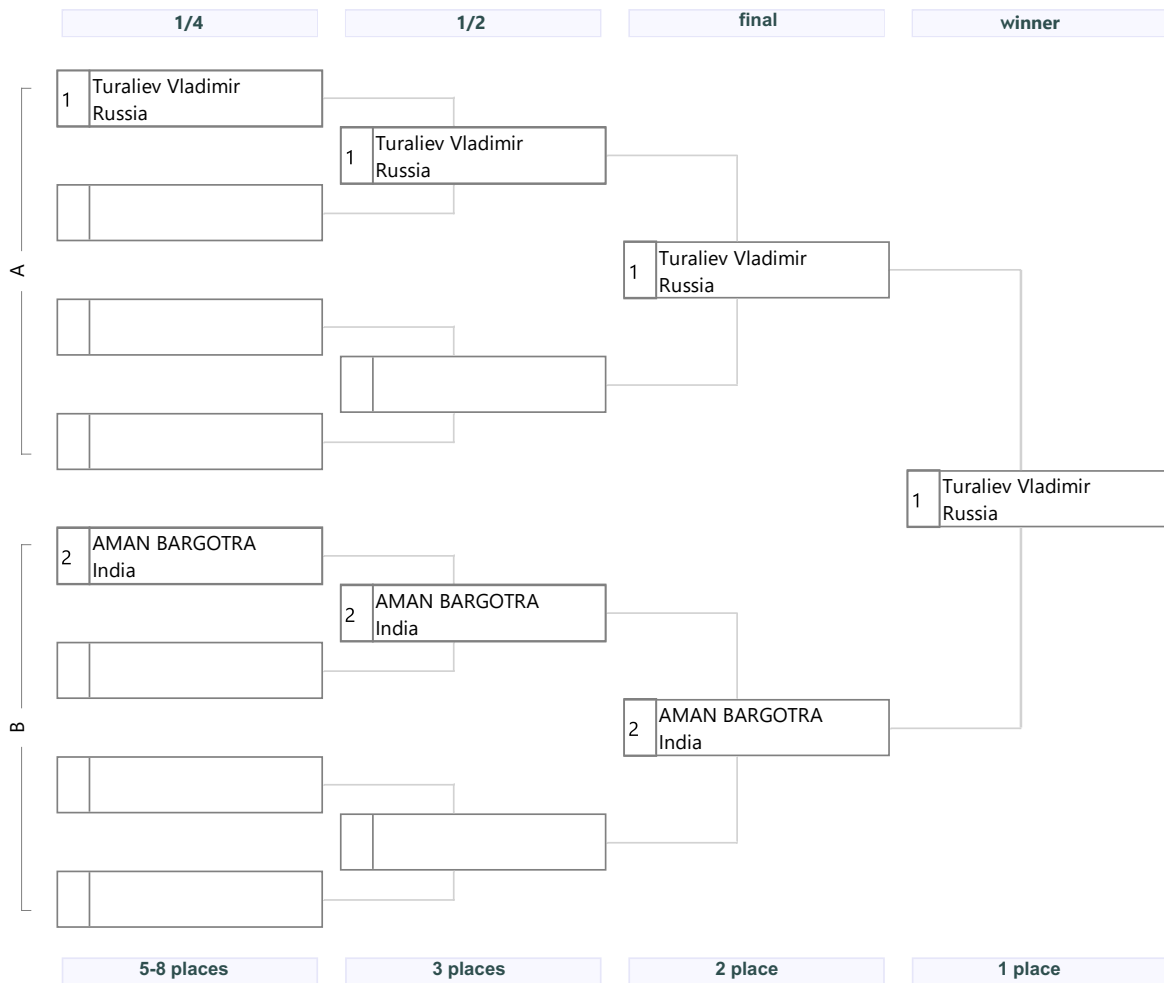 1/4
1/2
final
winner
1
Turaliev Vladimir
Russia
1
Turaliev Vladimir
Russia
A
1
Turaliev Vladimir
Russia
1
Turaliev Vladimir
Russia
2
AMAN BARGOTRA
India
2
AMAN BARGOTRA
India
B
2
AMAN BARGOTRA
India
5-8 places
3 places
2 place
1 place